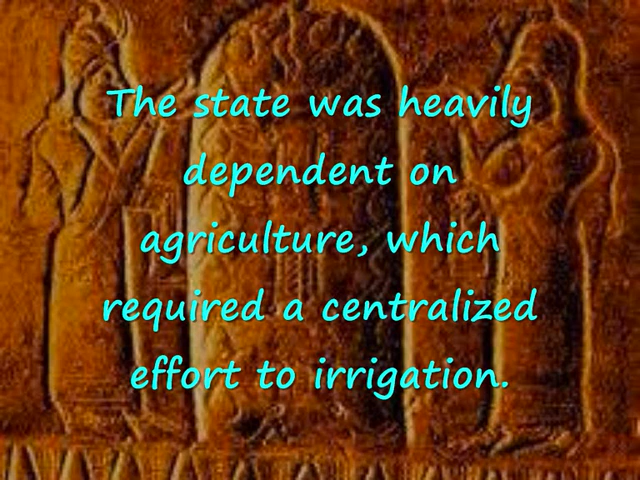 The state was heavily
dependent on
agriculture, which
required a centralized
effort to irrigation.